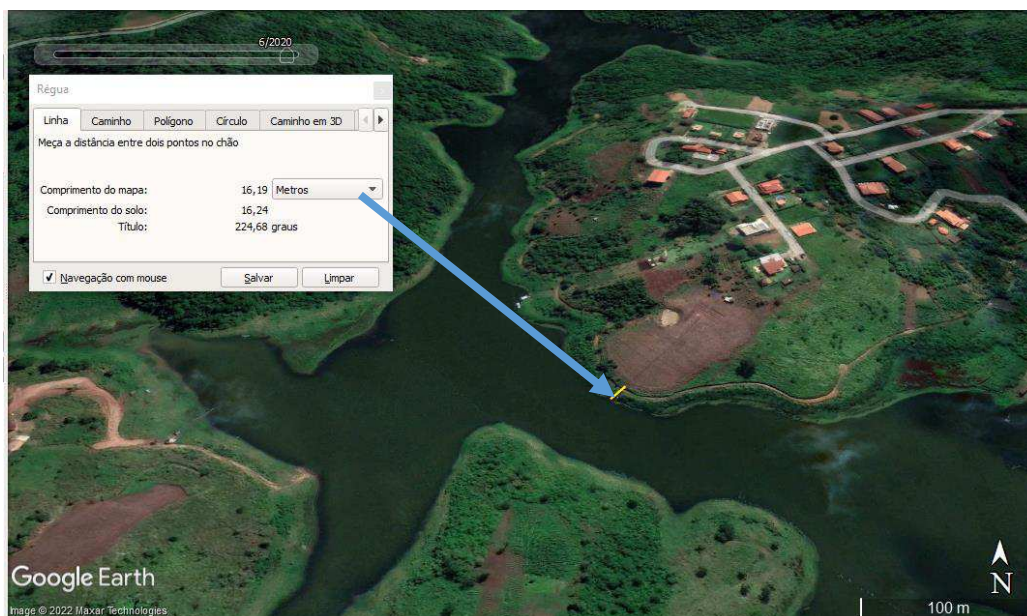 6/2020
Régua
Linha Caminho Polígono Círculo Caminho em 3D
Meça a distância entre dois pontos no chão
Comprimento do mapa: 16,19 Metros
Comprimento do solo: 16,24
Título: 224,68 graus
Navegação com mouse Salvar Limpar
Google Earth
N
Image © 2022 Maxar Technologies
100 m